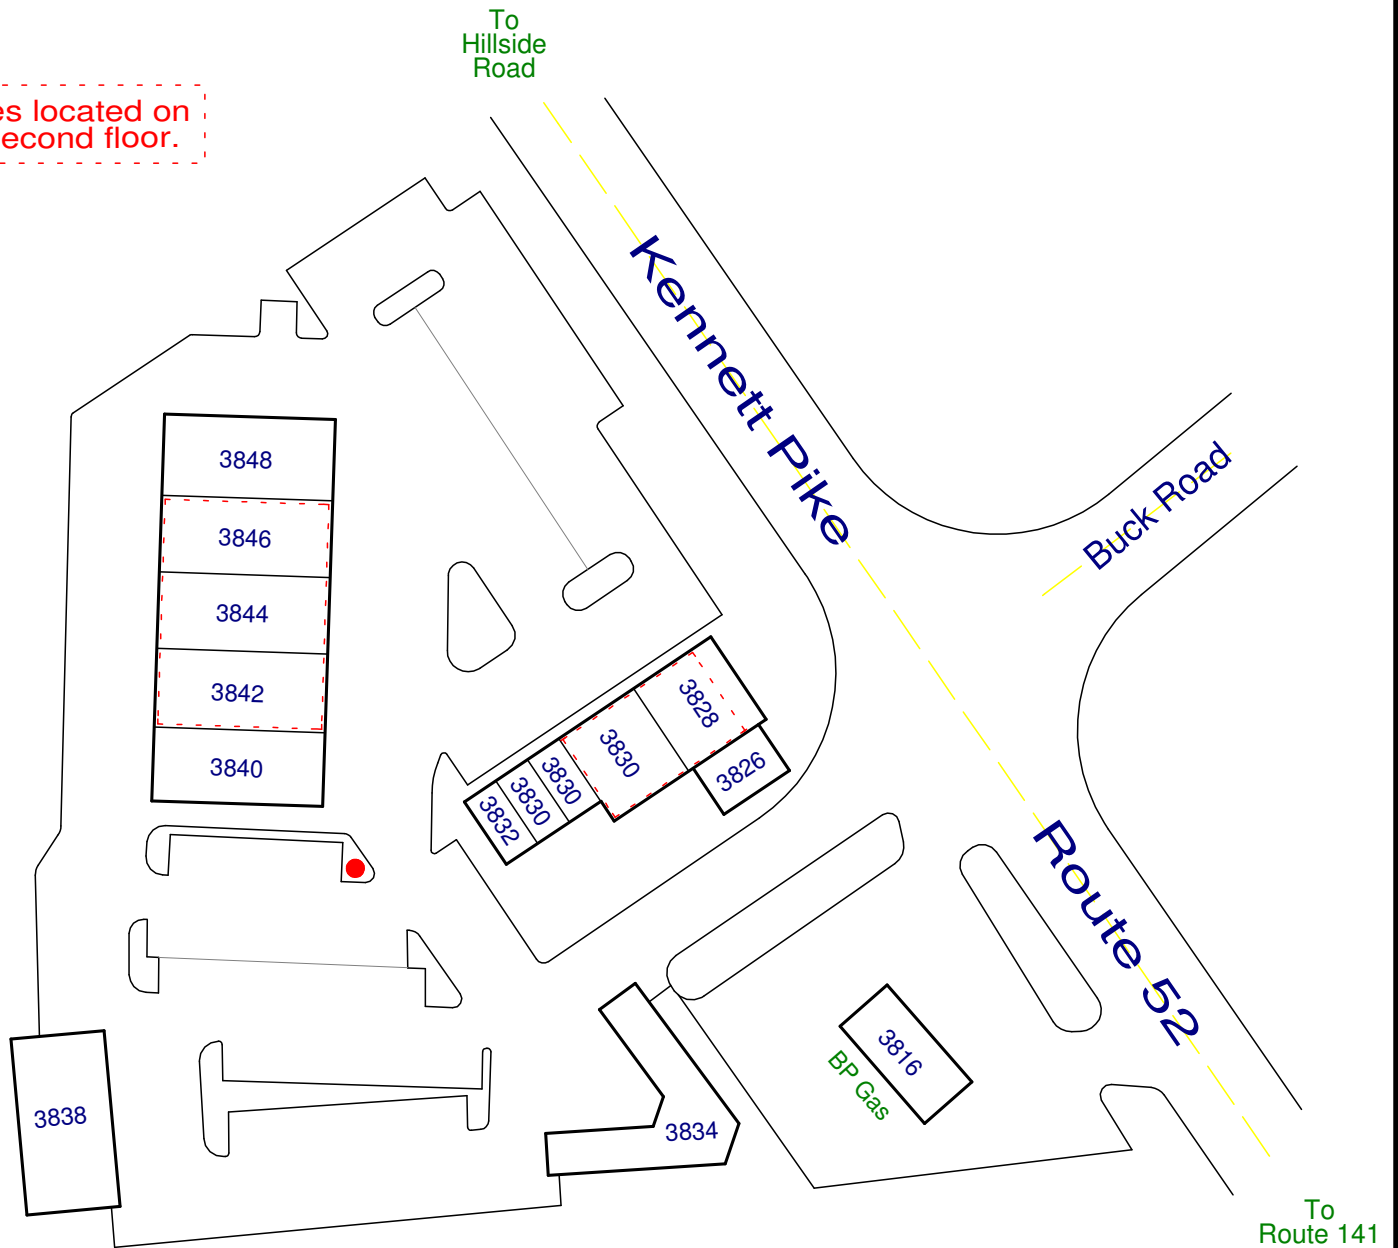 To
Hillside
Road
es located on
econd floor.
Kennett Pike
Buck Road
3848
3846
3844
3842
3840
3828
3830
3830
3830
3832
3826
Route 52
3816
BP Gas
3838
3834
To
Route 141